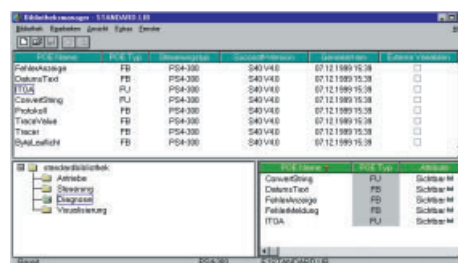 Bibliotheksmanager - STANDARD.LIB
Bibliothek Bearbeiten Ansicht Extras Fenster
POE Name POE Typ Steuerungstyp Sucosoft-Version Generiert am Externe Variablen
FehlerAnzeige FB PS4-300 S40 V4.0 07.12.1999 15:39
DatumsText FB PS4-300 S40 V4.0 07.12.1999 15:39
ITOA FU PS4-300 S40 V4.0 07.12.1999 15:39
ConvertString FU PS4-300 S40 V4.0 07.12.1999 15:39
Protokoll FB PS4-300 S40 V4.0 07.12.1999 15:39
TraceValue FB PS4-300 S40 V4.0 07.12.1999 15:39
Tracer FB PS4-300 S40 V4.0 07.12.1999 15:39
FB PS4-300 S40 V4.0 07.12.1999 15:39
standardbibliothek
Antriebe
Steuerung
Diagnose
Visualisierung
POE Name POE Typ Attribute
ConvertString FU Sichtbar
DatumsText FB Sichtbar
FehlerAnzeige FB Sichtbar
FehlerMeldung FB Sichtbar
ITOA FU Sichtbar
Bereit PS4-300